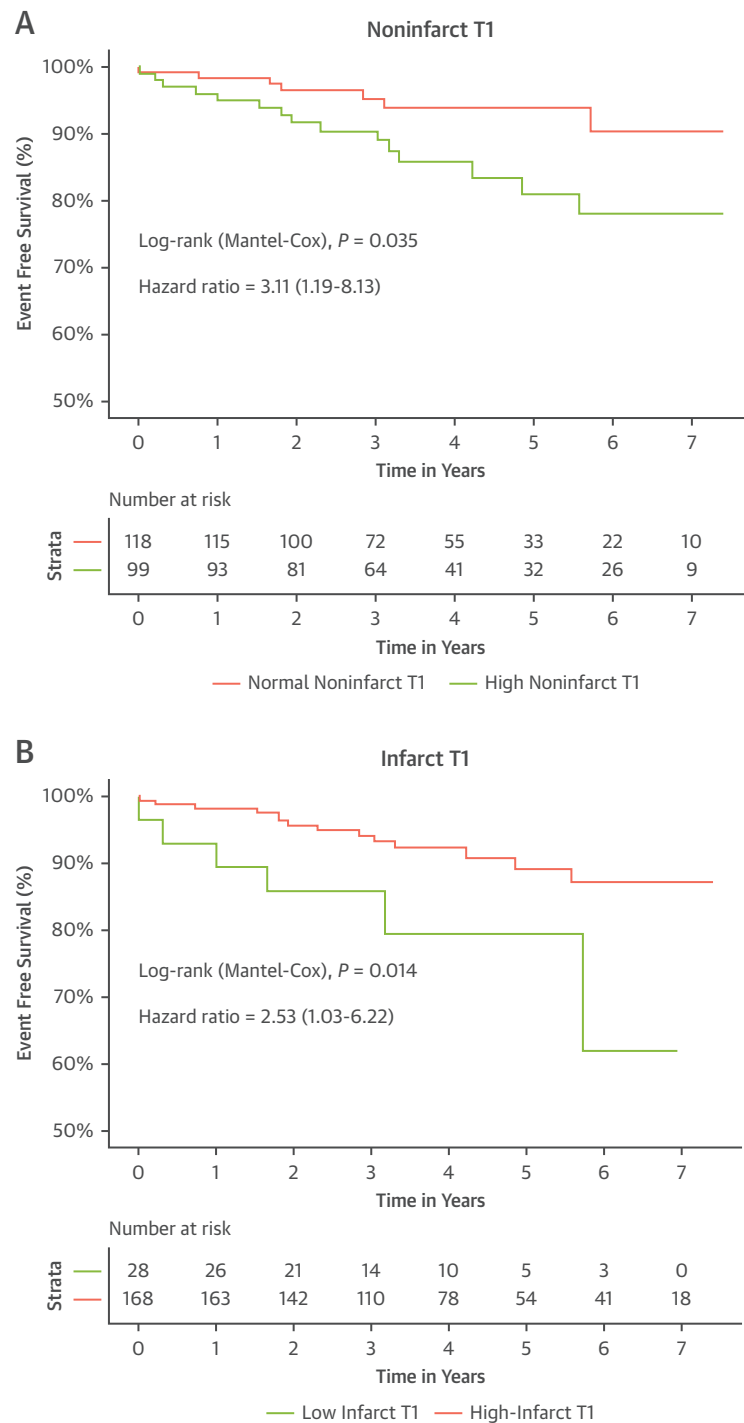 A
Noninfarct T1
Event Free Survival (%)
100%
90%
80%
70%
60%
50%
Log-rank (Mantel-Cox), P = 0.035
Hazard ratio = 3.11 (1.19-8.13)
0 1 2 3 4 5 6 7
Time in Years
Number at risk
Strata
118 115 100 72 55 33 22 10
99 93 81 64 41 32 26 9
0 1 2 3 4 5 6 7
Time in Years
Normal Noninfarct T1 High Noninfarct T1
B
Infarct T1
Event Free Survival (%)
100%
90%
80%
70%
60%
50%
Log-rank (Mantel-Cox), P = 0.014
Hazard ratio = 2.53 (1.03-6.22)
0 1 2 3 4 5 6 7
Time in Years
Number at risk
Strata
28 26 21 14 10 5 3 0
168 163 142 110 78 54 41 18
0 1 2 3 4 5 6 7
Time in Years
Low Infarct T1 High-Infarct T1